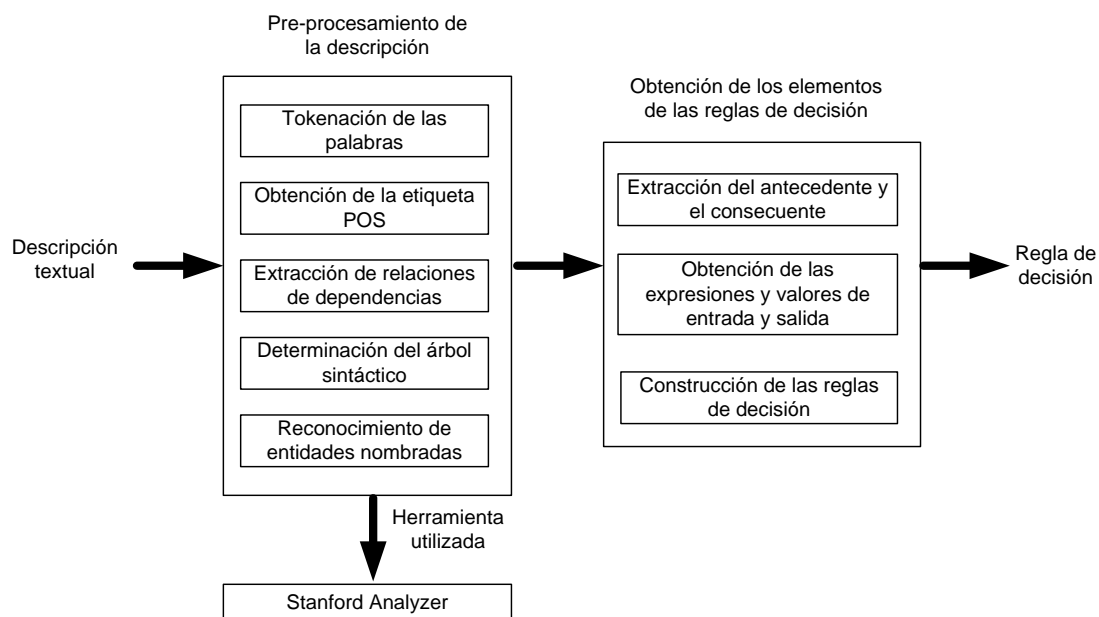 Pre-procesamiento de
la descripción
Tokenación de las
palabras
Obtención de la etiqueta
POS
Extracción de relaciones
de dependencias
Determinación del árbol
sintáctico
Reconocimiento de
entidades nombradas
Descripción
textual
Herramienta
utilizada
Stanford Analyzer
Obtención de los elementos
de las reglas de decisión
Extracción del antecedente y
el consecuente
Obtención de las
expresiones y valores de
entrada y salida
Construcción de las reglas
de decisión
Regla de
decisión